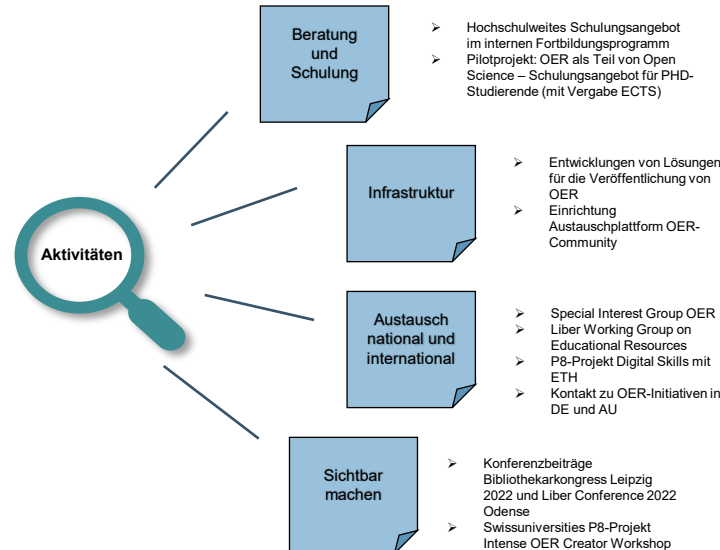 Aktivitäten
Beratung
und
Schulung
➢ Hochschulweites Schulungsangebot
im internen Fortbildungsprogramm
➢ Pilotprojekt: OER als Teil von Open
Science – Schulungsangebot für PHD-
Studierende (mit Vergabe ECTS)
Infrastruktur
➢ Entwicklungen von Lösungen
für die Veröffentlichung von
OER
➢ Einrichtung
Austauschplattform OER-
Community
Austausch
national und
international
➢ Special Interest Group OER
➢ Liber Working Group on
Educational Resources
➢ P8-Projekt Digital Skills mit
ETH
➢ Kontakt zu OER-Initiativen in
DE und AU
Sichtbar
machen
➢ Konferenzbeiträge
Bibliothekarkongress Leipzig
2022 und Liber Conference 2022
Odense
➢ Swissuniversities P8-Projekt
Intense OER Creator Workshop